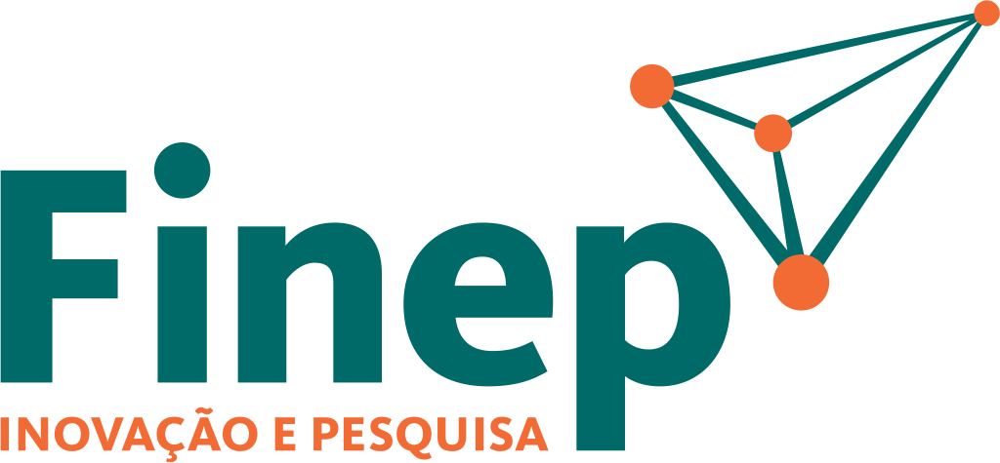 Finep
INOVAÇÃO E PESQUISA